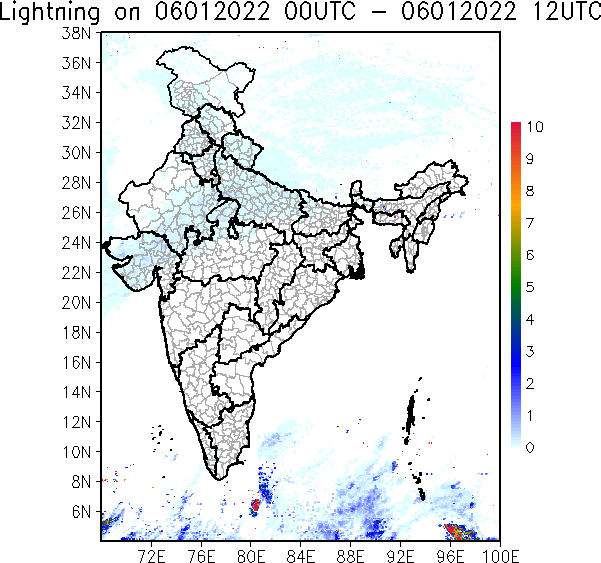 Lightning on 06012022 00UTC – 06012022 12UTC
38N
36N
34N
32N
30N
28N
26N
24N
22N
20N
18N
16N
14N
12N
10N
8N
6N
72E 76E 80E 84E 88E 92E 96E 100E
10
9
8
7
6
5
4
3
2
1
0